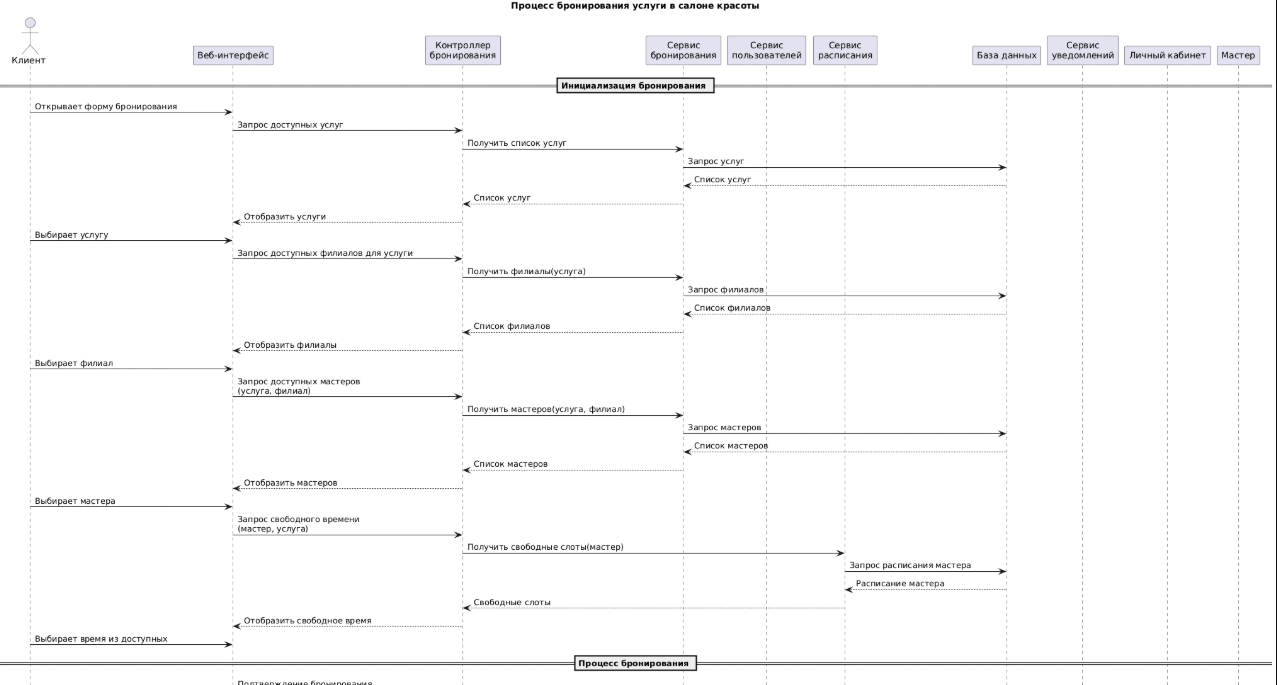 Процесс бронирования услуги в салоне красоты
Клиент
Веб-интерфейс
Контроллер
бронирования
Сервис
бронирования
Сервис
пользователей
Сервис
расписания
База данных
Сервис
уведомлений
Личный кабинет
Мастер
Инициализация бронирования
Открывает форму бронирования
Запрос доступных услуг
Получить список услуг
Запрос услуг
Список услуг
Список услуг
Отобразить услуги
Выбирает услугу
Запрос доступных филиалов для услуги
Получить филиалы(услуга)
Запрос филиалов
Список филиалов
Список филиалов
Отобразить филиалы
Выбирает филиал
Запрос доступных мастеров
(услуга, филиал)
Получить мастеров(услуга, филиал)
Запрос мастеров
Список мастеров
Список мастеров
Отобразить мастеров
Выбирает мастера
Запрос свободного времени
(мастер, услуга)
Получить свободные слоты(мастер)
Запрос расписания мастера
Расписание мастера
Свободные слоты
Отобразить свободное время
Выбирает время из доступных
Процесс бронирования
Подтверждение бронирования